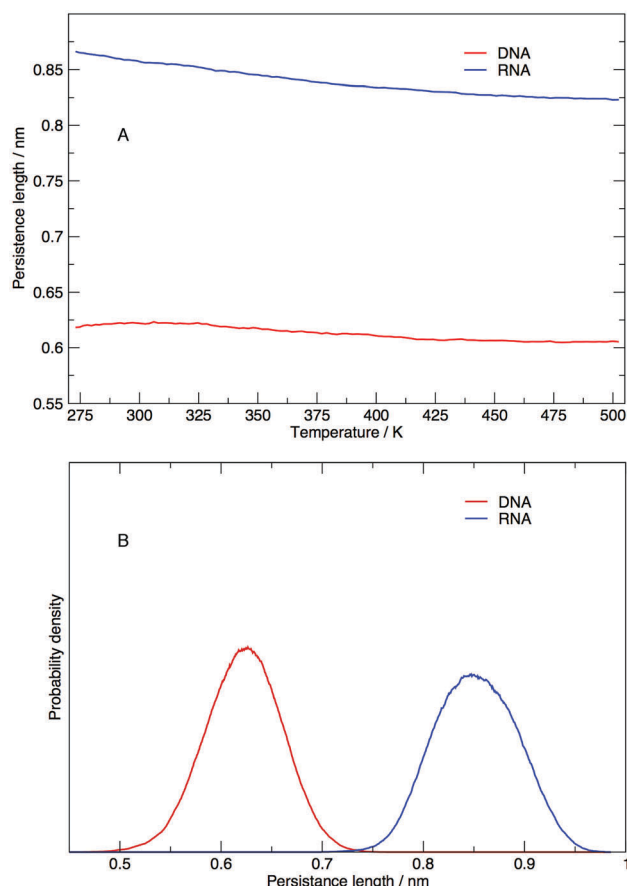 DNA
RNA
A
0.85
0.8
0.85
0.7
0.65
0.6
0.55
Persistence length / nm
275 300 325 350 375 400 425 450 475 500
Temperature / K
DNA
RNA
B
Probability density
0.5 0.6 0.7 0.8 0.9 1
Persistance length / nm